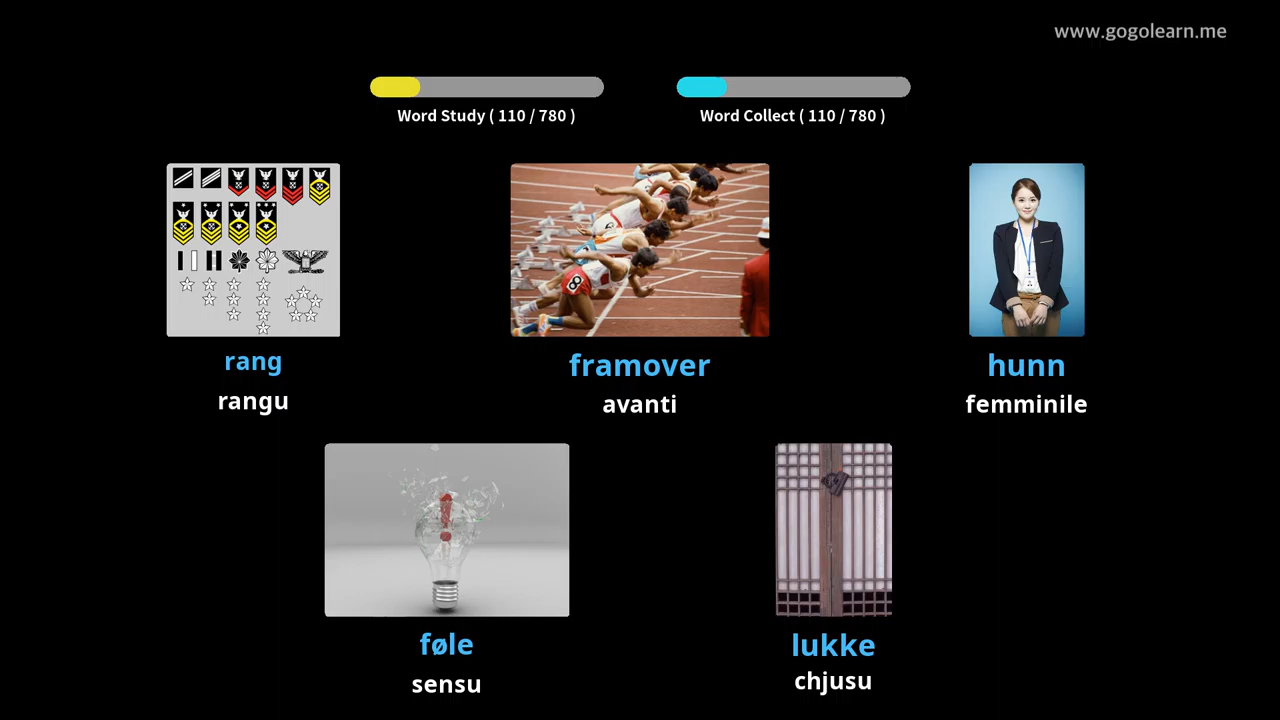 www.gogolearn.me
Word Study ( 110 / 780 )
Word Collect ( 110 / 780 )
rang
rangu
framover
avanti
hunn
femminile
føle
sensu
lukke
chjusu